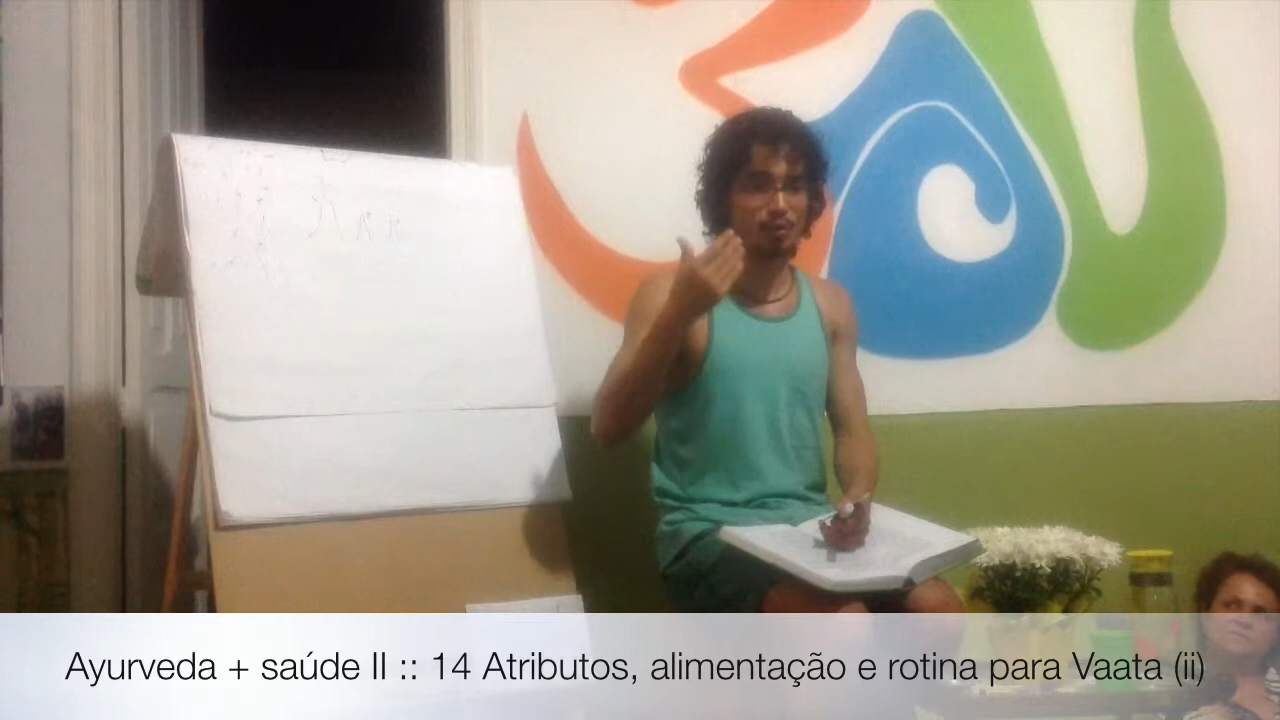 Ayurveda + saúde II :: 14 Atributos, alimentação e rotina para Vaata (ii)